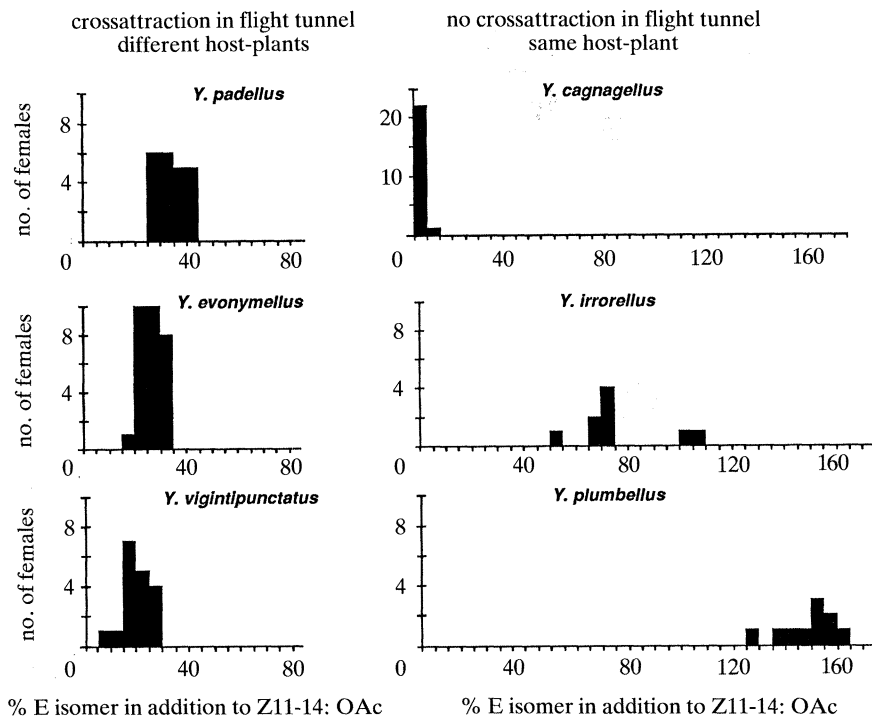 crossattraction in flight tunnel
different host-plants
no crossattraction in flight tunnel
same host-plant
Y. padellus
no. of females
8
4
0
40
80
Y. cagnagellus
20
10
0
40
80
120
160
Y. evonymellus
no. of females
8
4
0
40
80
Y. irrorellus
8
4
0
40
80
120
160
Y. vigintipunctatus
no. of females
8
4
0
40
80
Y. plumbellus
8
4
0
40
80
120
160
% E isomer in addition to Z11-14: OAc
% E isomer in addition to Z11-14: OAc